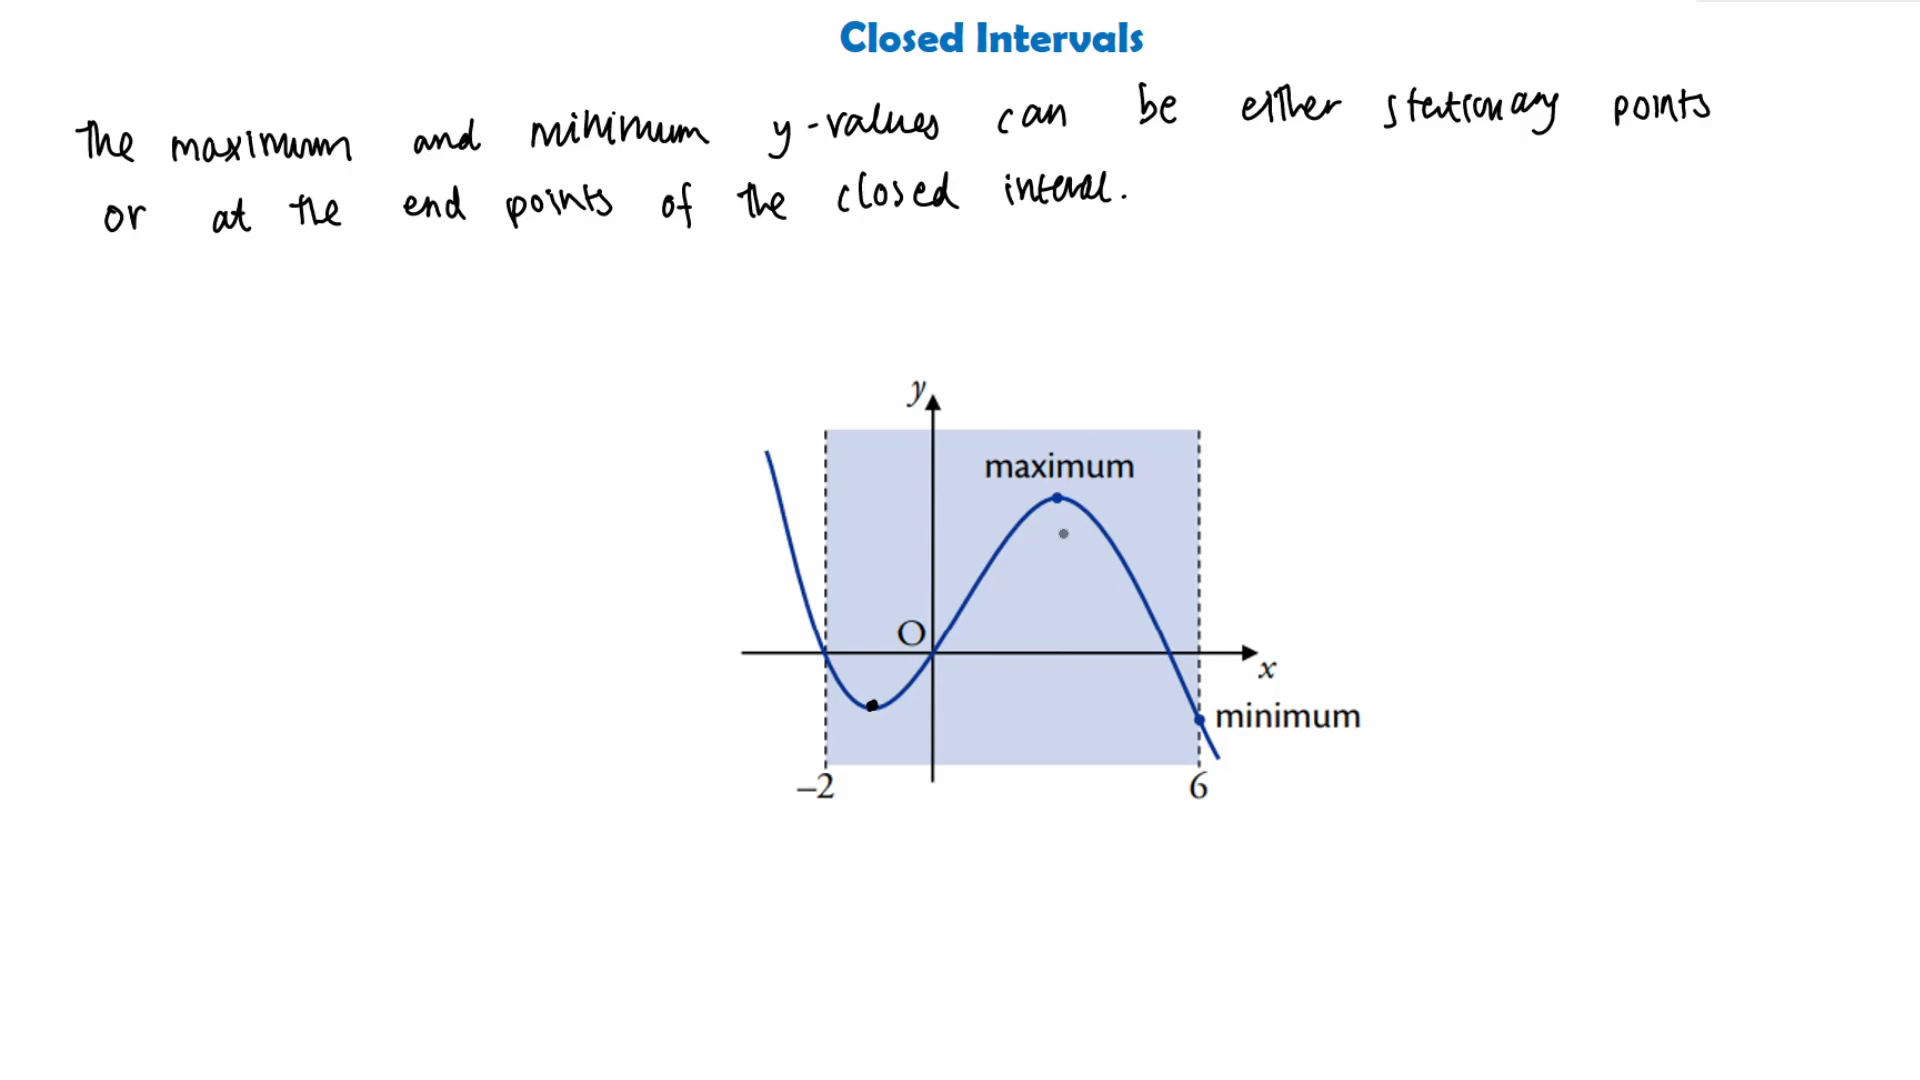 Closed Intervals
The maximum and minimum y-values can be either stationary points
or at the end points of the closed interval.
y
maximum
O
x
minimum
-2
6